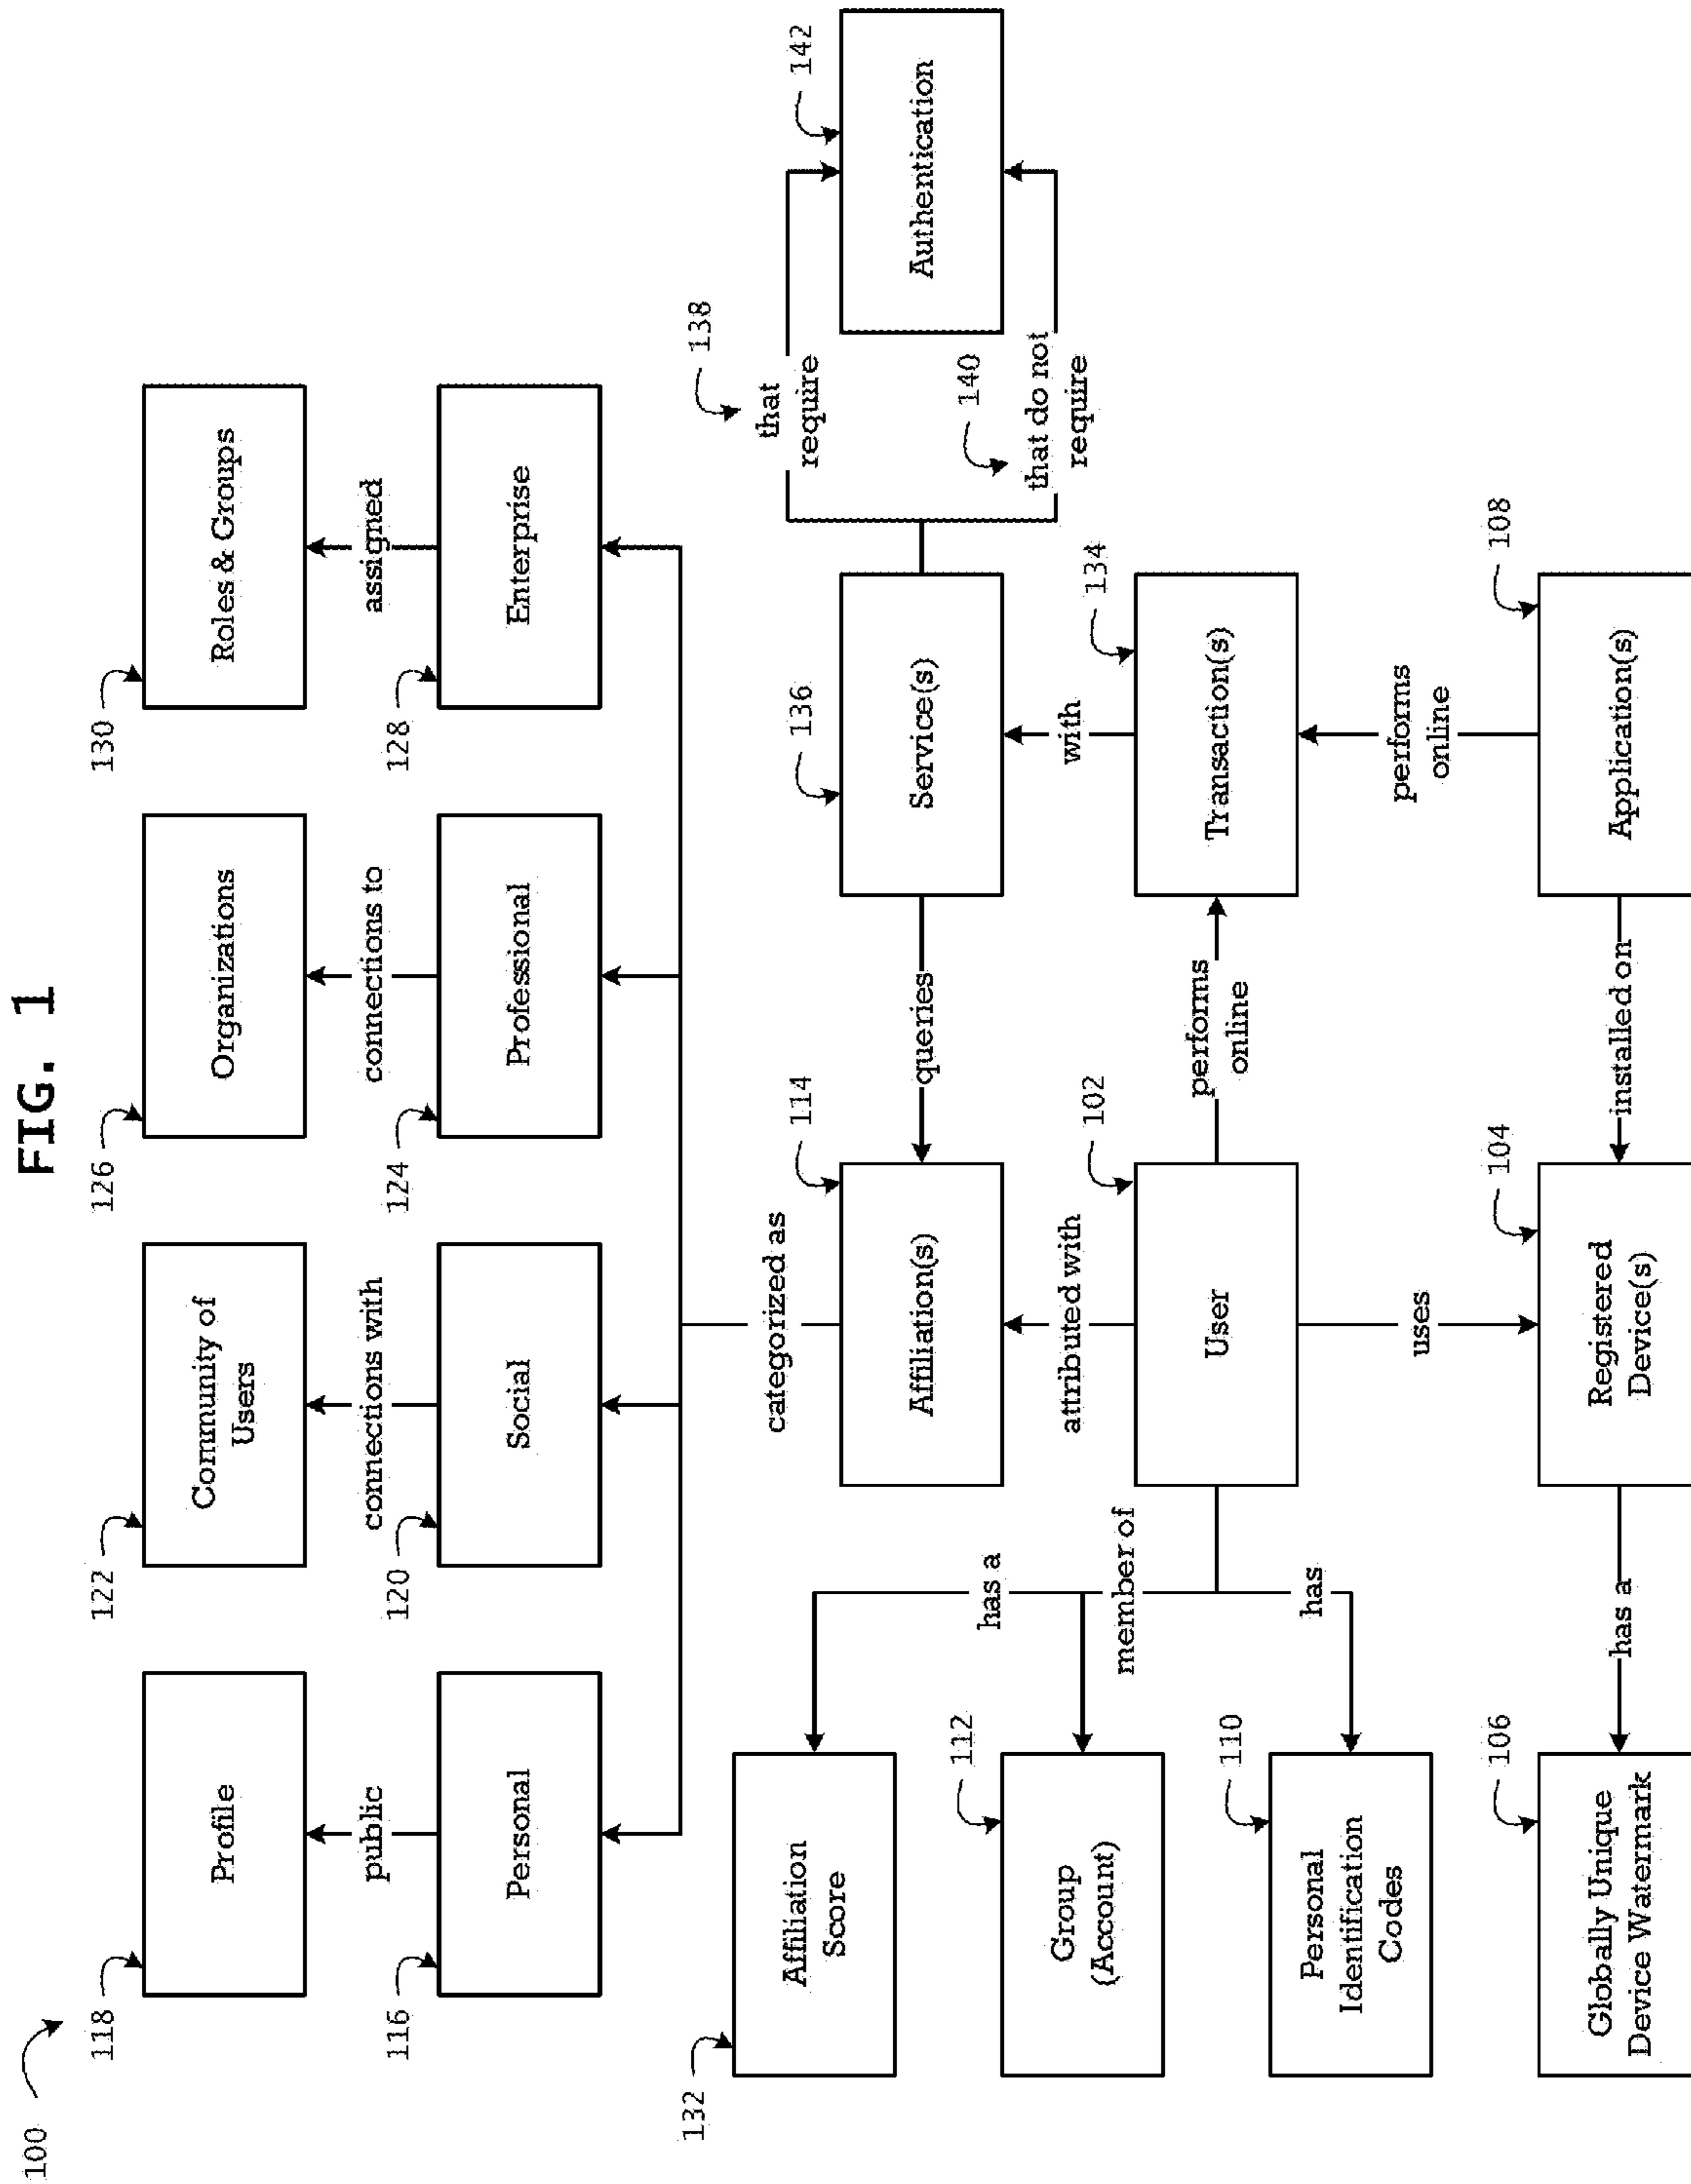 FIG. 1
100
118
Profile
122
Community of
Users
126
Organizations
130
Roles & Groups
public
connections with
connections to
assigned
116
Personal
120
Social
124
Professional
128
Enterprise
categorized as
132
Affiliation
Score
has a
114
Affiliation(s)
queries
136
Service(s)
138
that
require
140
that do not
require
142
Authentication
112
Group
(Account)
member of
attributed with
with
110
Personal
Identification
Codes
has
102
User
performs
online
134
Transaction(s)
uses
performs
online
106
Globally Unique
Device Watermark
has a
104
Registered
Device(s)
installed on
108
Application(s)